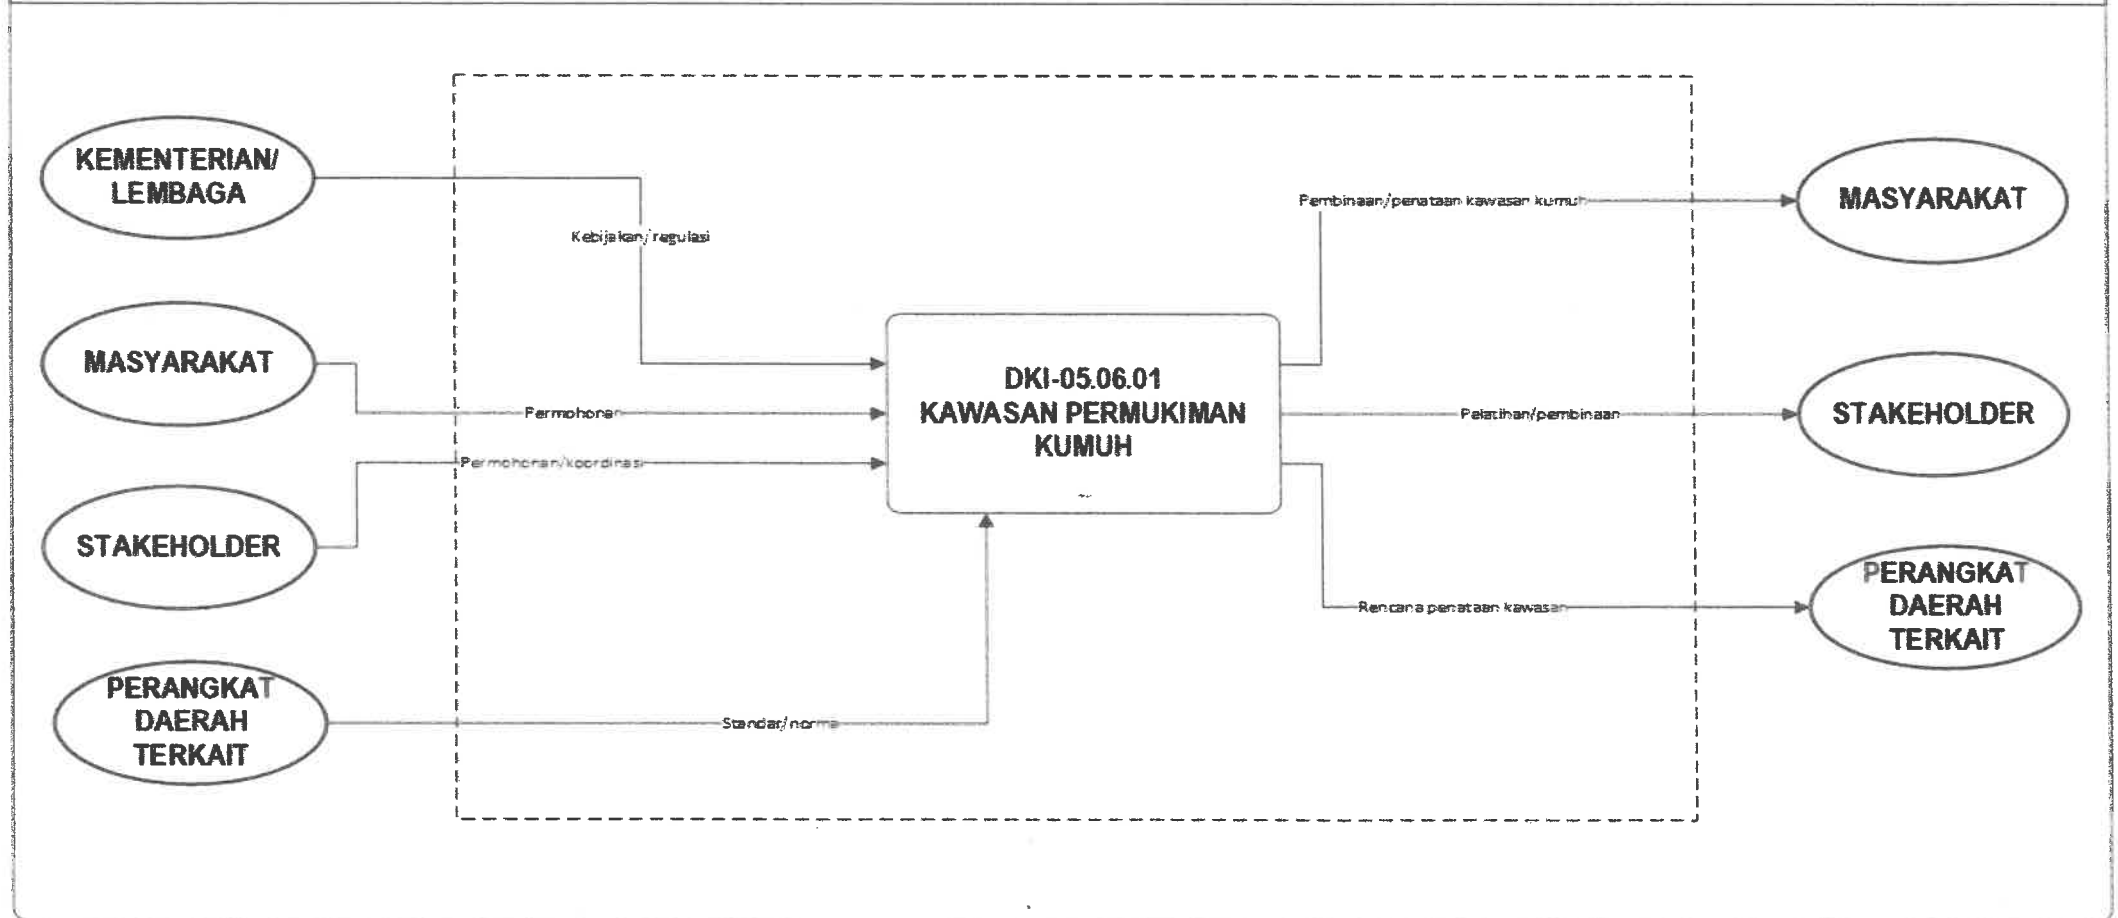 KEMENTERIAN/
LEMBAGA
Kebijakan/regulasi
MASYARAKAT
Permohonan
Permohonan/koordinasi
STAKEHOLDER
PERANGKAT
DAERAH
TERKAIT
Standar/norma
DKI-05.06.01
KAWASAN PERMUKIMAN
KUMUH
Pembinaan/penataan kawasan kumuh
MASYARAKAT
Pelatihan/pembinaan
STAKEHOLDER
Rencana penataan kawasan
PERANGKAT
DAERAH
TERKAIT